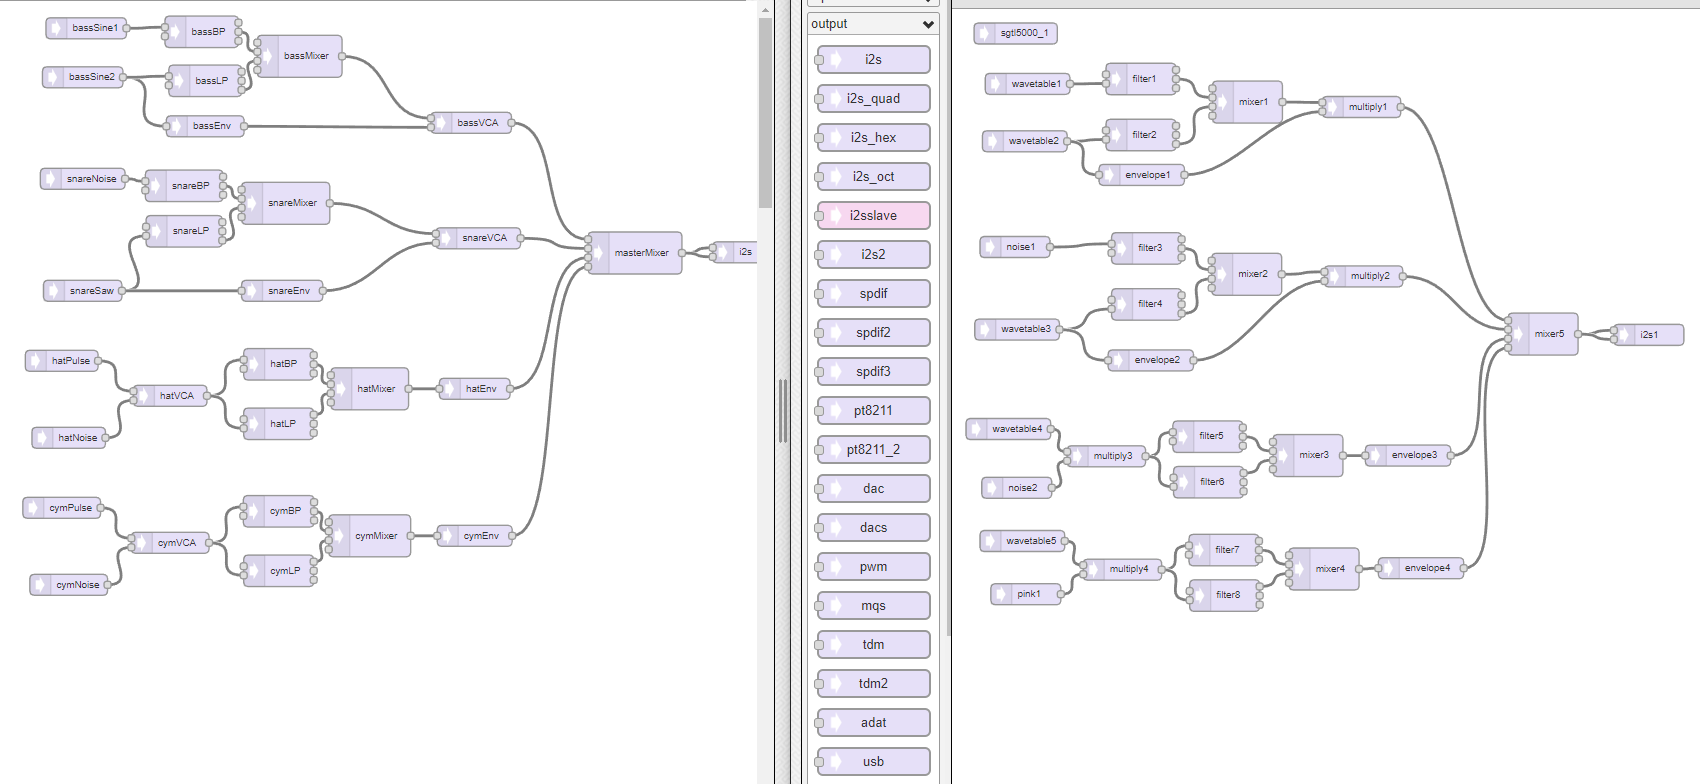 bassSine1
bassBP
bassMixer
bassSine2
bassLP
bassEnv
bassVCA
snareNoise
snareBP
snareMixer
snareLP
snareVCA
snareSaw
snareEnv
masterMixer
i2s
hatPulse
hatBP
hatVCA
hatMixer
hatEnv
hatNoise
hatLP
cymPulse
cymBP
cymVCA
cymMixer
cymEnv
cymNoise
cymLP
output
i2s
i2s_quad
i2s_hex
i2s_oct
i2sslave
i2s2
spdif
spdif2
spdif3
pt8211
pt8211_2
dac
dacs
pwm
mqs
tdm
tdm2
adat
usb
sgtl5000_1
wavetable1
filter1
mixer1
multiply1
wavetable2
filter2
envelope1
noise1
filter3
mixer2
multiply2
filter4
wavetable3
envelope2
mixer5
i2s1
wavetable4
filter5
multiply3
mixer3
envelope3
noise2
filter6
wavetable5
filter7
multiply4
mixer4
envelope4
pink1
filter8